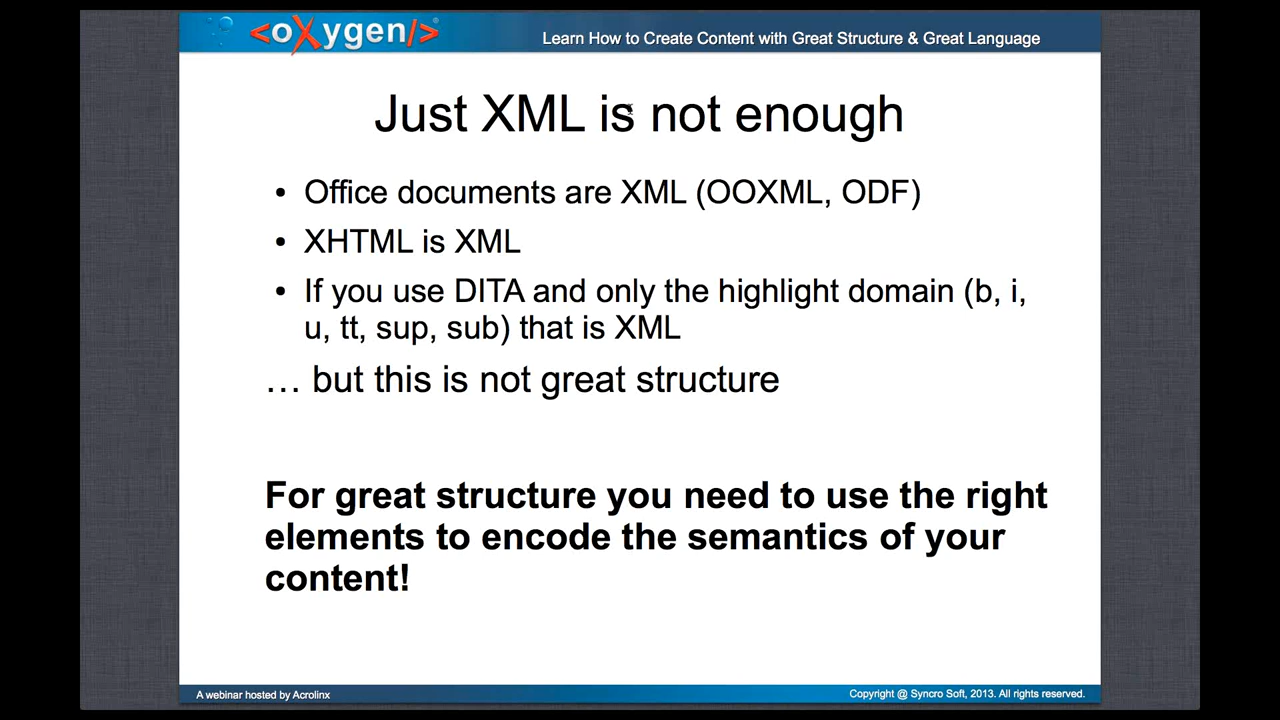 <oXygen/>®
Learn How to Create Content with Great Structure & Great Language
Just XML is not enough
• Office documents are XML (OOXML, ODF)
• XHTML is XML
• If you use DITA and only the highlight domain (b, i,
u, tt, sup, sub) that is XML
… but this is not great structure
For great structure you need to use the right
elements to encode the semantics of your
content!
A webinar hosted by Acrolinx
Copyright @ Syncro Soft, 2013. All rights reserved.